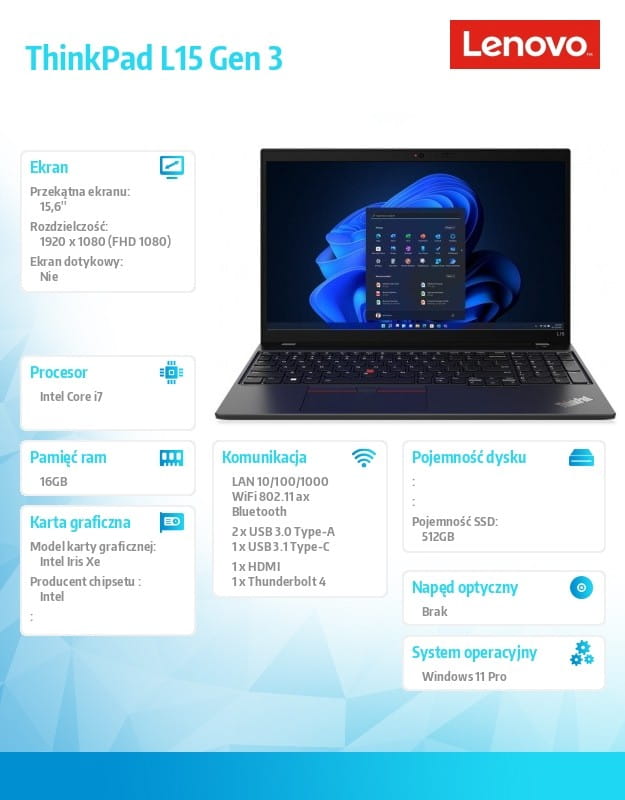 ThinkPad L15 Gen 3
Lenovo
Ekran
Przekątna ekranu:
15,6"
Rozdzielczość:
1920 x 1080 (FHD 1080)
Ekran dotykowy:
Nie
L15
ThinkPad
Procesor
Intel Core i7
Pamięć ram
16GB
Karta graficzna
Model karty graficznej:
Intel Iris Xe
Producent chipsetu :
Intel
:
Komunikacja
LAN 10/100/1000
WiFi 802.11 ax
Bluetooth
2 x USB 3.0 Type-A
1 x USB 3.1 Type-C
1 x HDMI
1 x Thunderbolt 4
Pojemność dysku
:
:
Pojemność SSD:
512GB
Napęd optyczny
Brak
System operacyjny
Windows 11 Pro